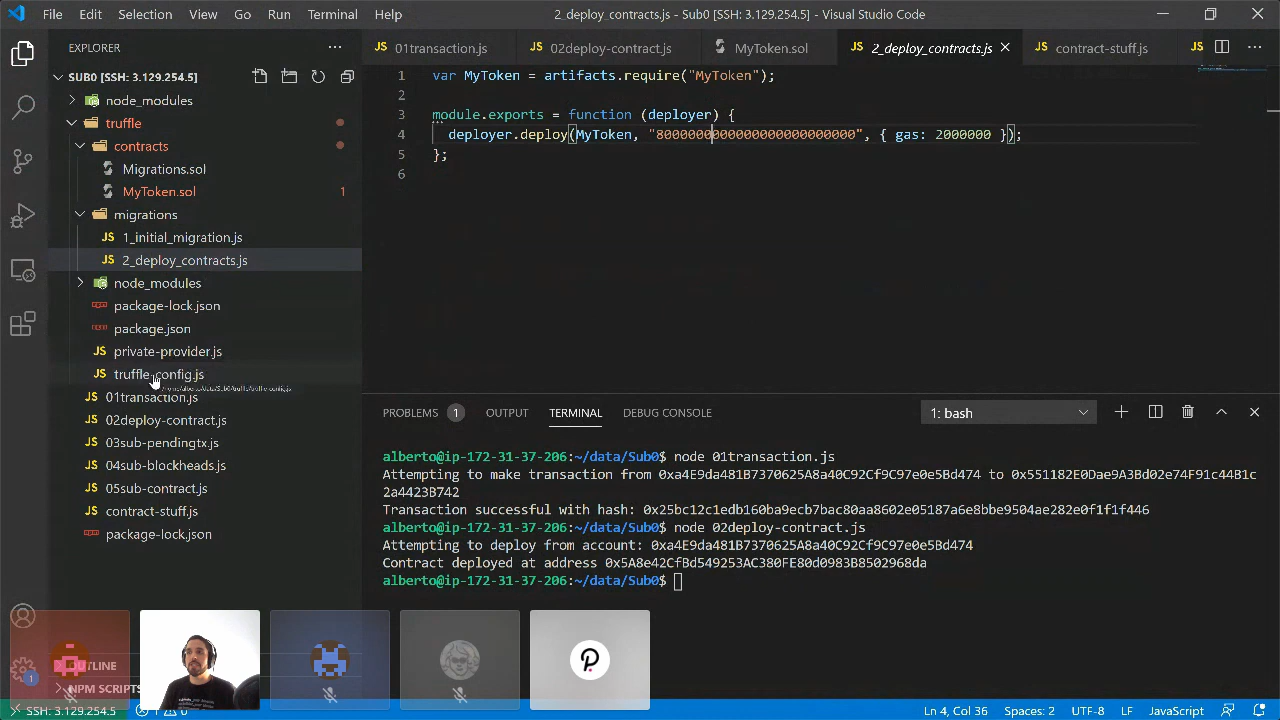 File Edit Selection View Go Run Terminal Help
2_deploy_contracts.js - Sub0 [SSH: 3.129.254.5] - Visual Studio Code
EXPLORER
SUB0 [SSH: 3.129.254.5]
node_modules
truffle
contracts
Migrations.sol
MyToken.sol 1
migrations
1_initial_migration.js
2_deploy_contracts.js
node_modules
package-lock.json
package.json
private-provider.js
truffle-config.js
01transaction.js
02deploy-contract.js
03sub-pendingtx.js
04sub-blockheads.js
05sub-contract.js
contract-stuff.js
package-lock.json
OUTLINE
NPM SCRIPTS
01transaction.js 02deploy-contract.js MyToken.sol 2_deploy_contracts.js contract-stuff.js JS
1 var MyToken = artifacts.require("MyToken");
2
3 module.exports = function (deployer) {
4 deployer.deploy(MyToken, "8000000000000000000000000", { gas: 2000000 });
5 };
6
PROBLEMS 1 OUTPUT TERMINAL DEBUG CONSOLE 1: bash
alberto@ip-172-31-37-206:~/data/Sub0$ node 01transaction.js
Attempting to make transaction from 0xa4E9da481B7370625A8a40C92Cf9C97e0e5Bd474 to 0x551182E0Dae9A3Bd02e74F91c44B1c
2a4423B742
Transaction successful with hash: 0x25bc12c1edb160ba9ecb7bac80aa8602e05187a6e8bbe9504ae282e0f1f1f446
alberto@ip-172-31-37-206:~/data/Sub0$ node 02deploy-contract.js
Attempting to deploy from account: 0xa4E9da481B7370625A8a40C92Cf9C97e0e5Bd474
Contract deployed at address 0x5A8e42CfBd549253AC380FE80d0983B8502968da
alberto@ip-172-31-37-206:~/data/Sub0$
SSH: 3.129.254.5 1 0 Ln 4, Col 36 Spaces: 2 UTF-8 LF JavaScript